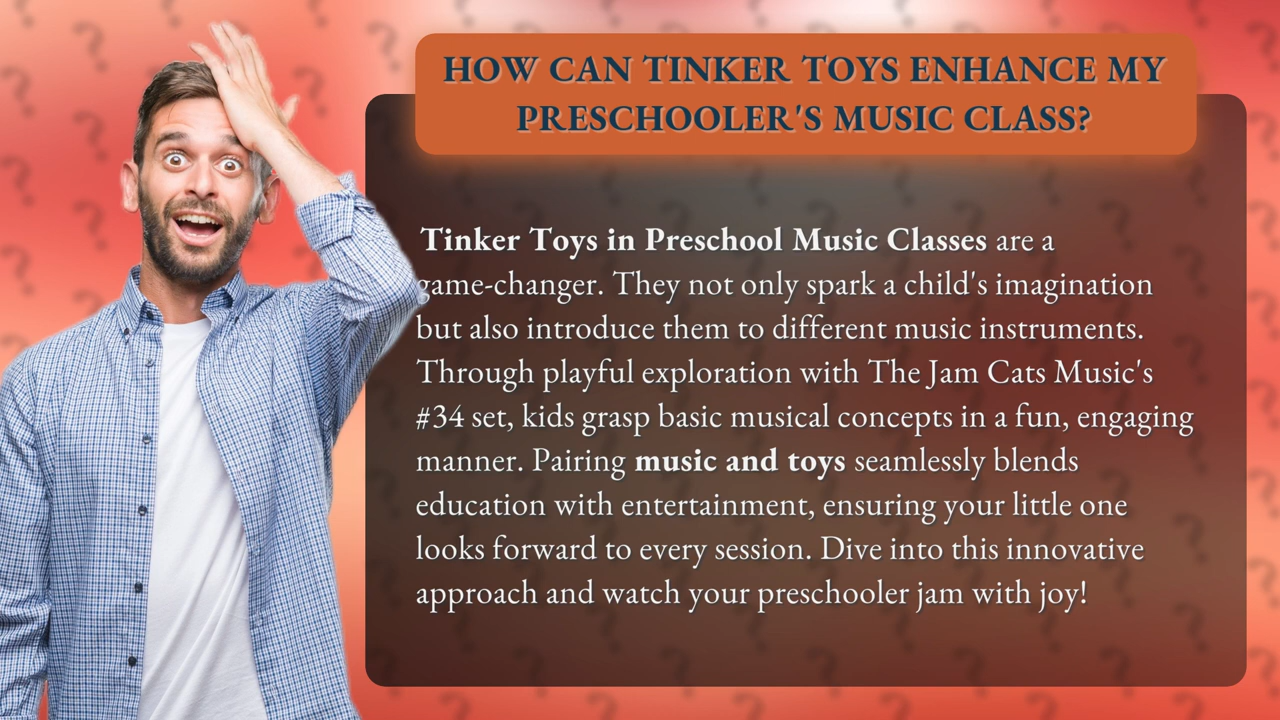 HOW CAN TINKER TOYS ENHANCE MY
PRESCHOOLER'S MUSIC CLASS?
Tinker Toys in Preschool Music Classes are a
game-changer. They not only spark a child's imagination
but also introduce them to different music instruments.
Through playful exploration with The Jam Cats Music's
#34 set, kids grasp basic musical concepts in a fun, engaging
manner. Pairing music and toys seamlessly blends
education with entertainment, ensuring your little one
looks forward to every session. Dive into this innovative
approach and watch your preschooler jam with joy!